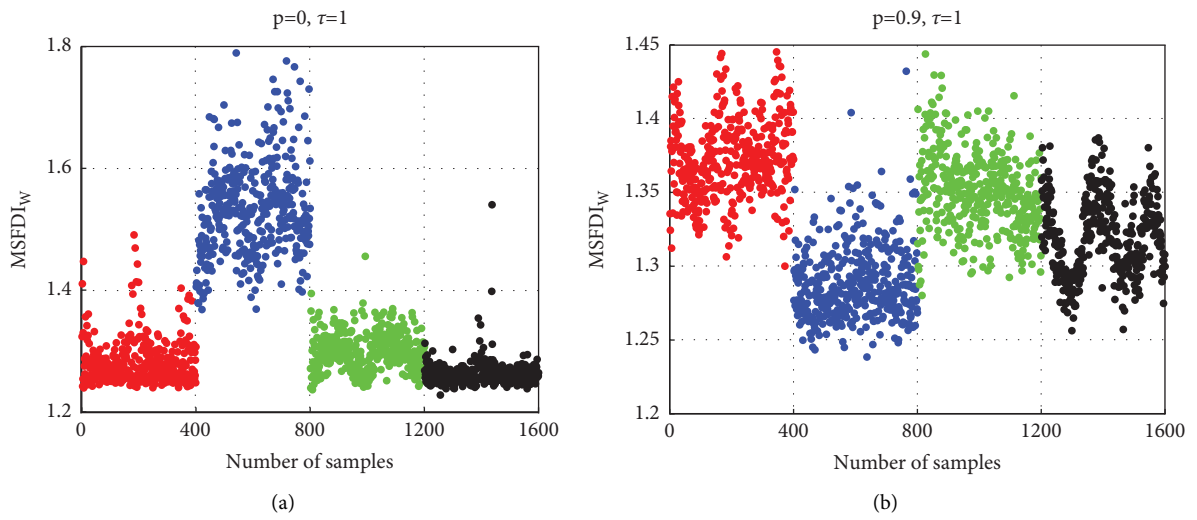 p=0, τ=1
1.8
1.6
1.4
1.2
MSFDI_W
0
400
800
1200
1600
Number of samples
(a)
p=0.9, τ=1
1.45
1.4
1.35
1.3
1.25
1.2
MSFDI_W
0
400
800
1200
1600
Number of samples
(b)